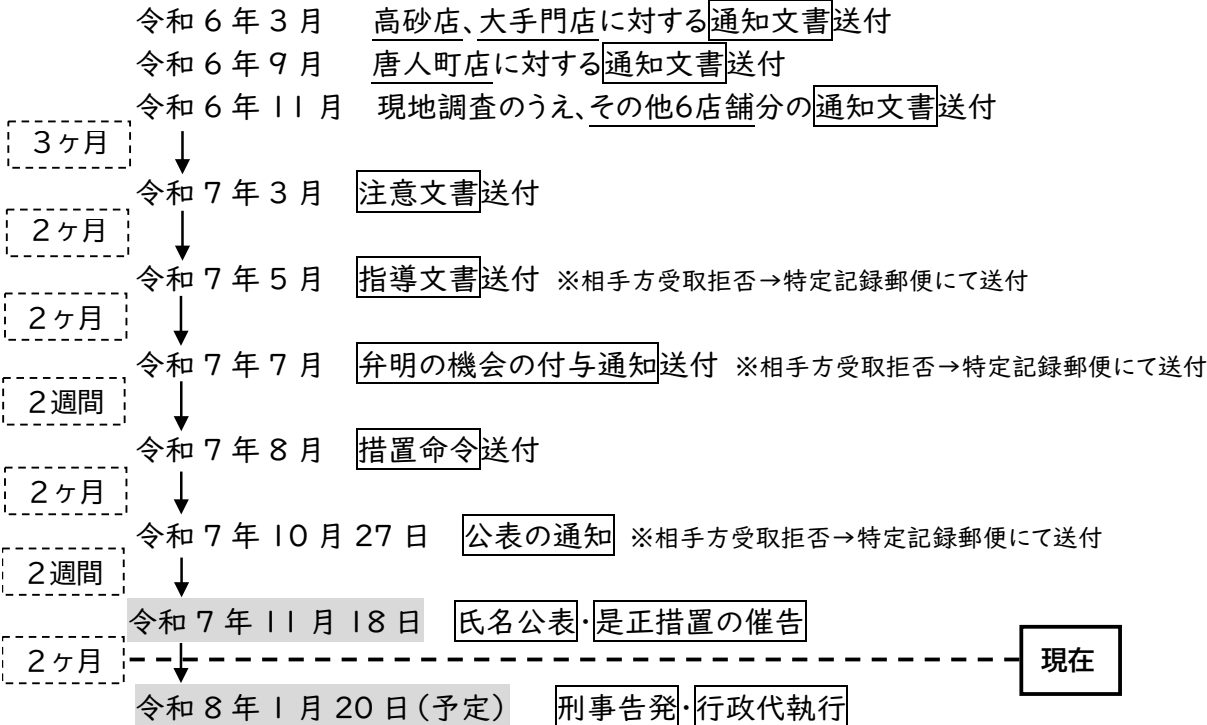 令和6年3月 高砂店、大手門店に対する通知文書送付
令和6年9月 唐人町店に対する通知文書送付
令和6年11月 現地調査のうえ、その他6店舗分の通知文書送付
3ヶ月
令和7年3月 注意文書送付
2ヶ月
令和7年5月 指導文書送付 ※相手方受取拒否→特定記録郵便にて送付
2ヶ月
令和7年7月 弁明の機会の付与通知送付 ※相手方受取拒否→特定記録郵便にて送付
2週間
令和7年8月 措置命令送付
2ヶ月
令和7年10月27日 公表の通知 ※相手方受取拒否→特定記録郵便にて送付
2週間
令和7年11月18日 氏名公表・是正措置の催告
2ヶ月
現在
令和8年1月20日(予定) 刑事告発・行政代執行